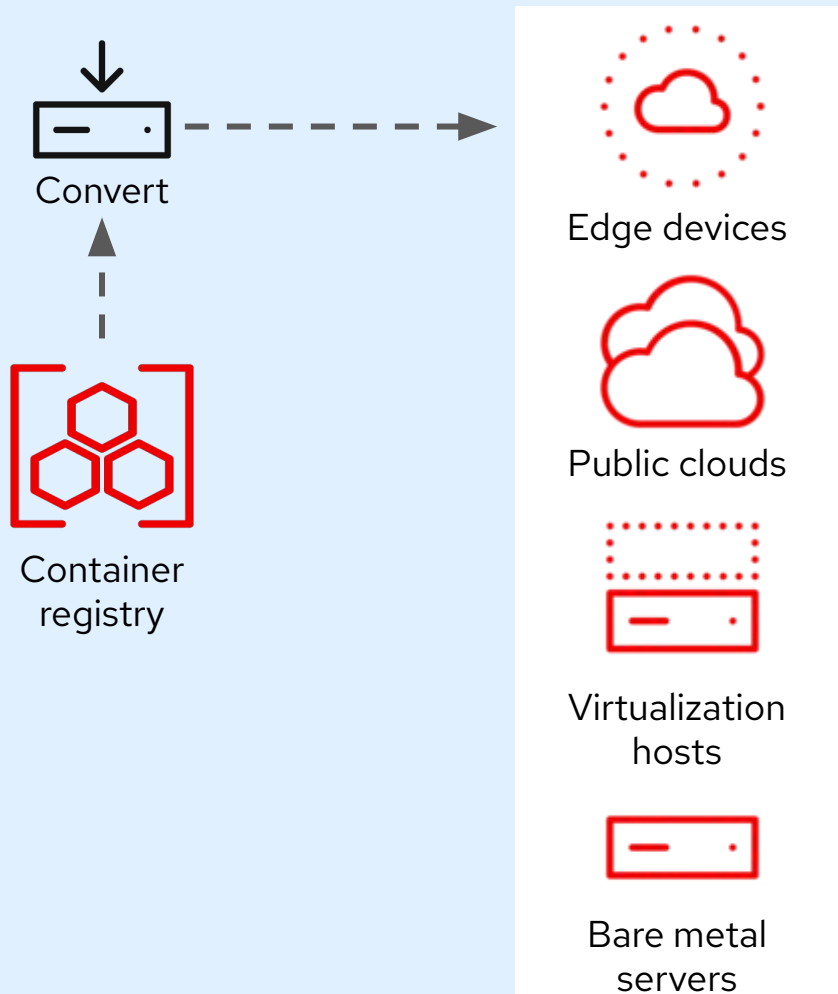 Convert
Container
registry
Edge devices
Public clouds
Virtualization
hosts
Bare metal
servers